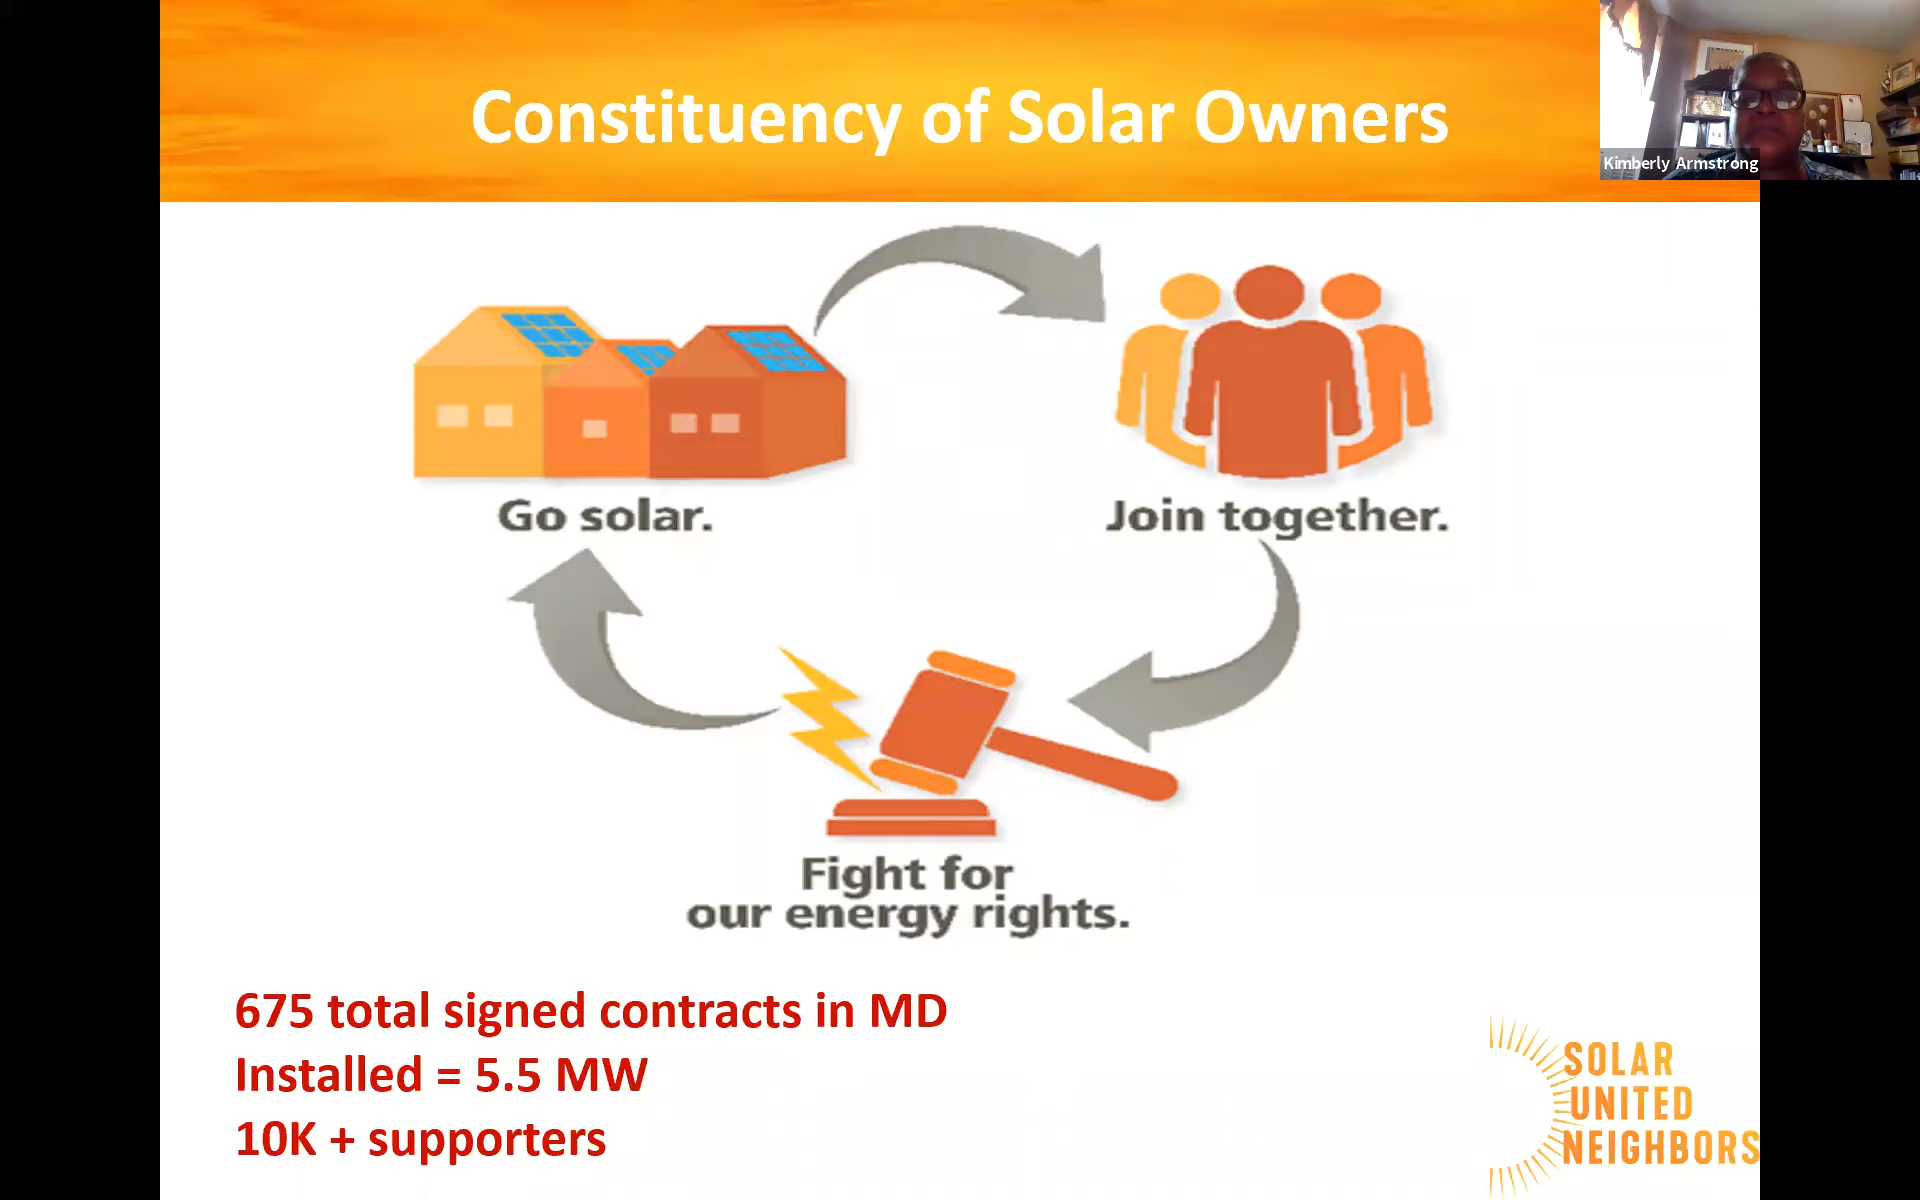 Constituency of Solar Owners
Kimberly Armstrong
Go solar.
Join together.
Fight for
our energy rights.
675 total signed contracts in MD
Installed = 5.5 MW
10K + supporters
SOLAR
UNITED
NEIGHBORS